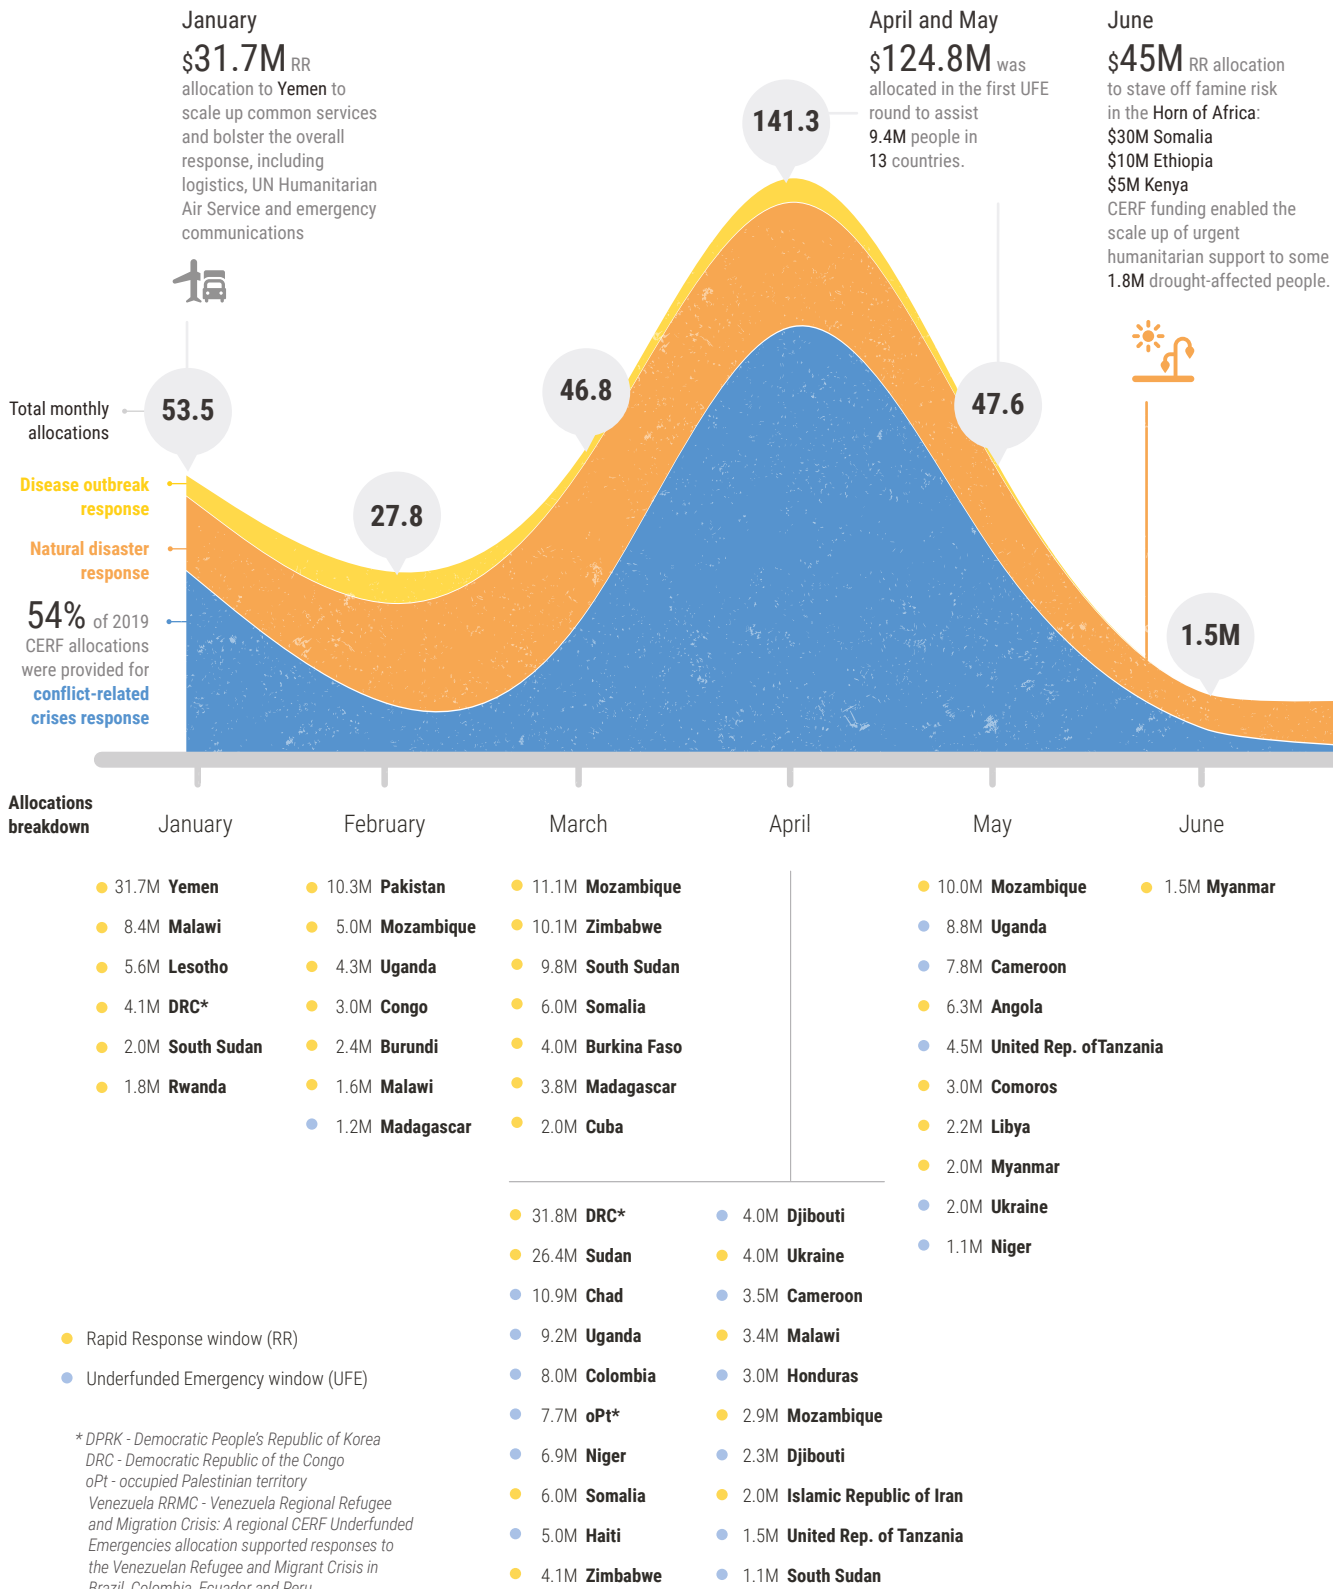 January
$31.7M RR
allocation to Yemen to
scale up common services
and bolster the overall
response, including
logistics, UN Humanitarian
Air Service and emergency
communications
April and May
$124.8M was
allocated in the first UFE
round to assist
9.4M people in
13 countries.
June
$45M RR allocation
to stave off famine risk
in the Horn of Africa:
$30M Somalia
$10M Ethiopia
$5M Kenya
CERF funding enabled the
scale up of urgent
humanitarian support to some
1.8M drought-affected people.
141.3
46.8
53.5
47.6
27.8
1.5M
Total monthly
allocations
Disease outbreak
response
Natural disaster
response
54% of 2019
CERF allocations
were provided for
conflict-related
crises response
Allocations
breakdown
January
February
March
April
May
June
31.7M Yemen
8.4M Malawi
5.6M Lesotho
4.1M DRC*
2.0M South Sudan
1.8M Rwanda
10.3M Pakistan
5.0M Mozambique
4.3M Uganda
3.0M Congo
2.4M Burundi
1.6M Malawi
1.2M Madagascar
11.1M Mozambique
10.1M Zimbabwe
9.8M South Sudan
6.0M Somalia
4.0M Burkina Faso
3.8M Madagascar
2.0M Cuba
31.8M DRC*
26.4M Sudan
10.9M Chad
9.2M Uganda
8.0M Colombia
7.7M oPt*
6.9M Niger
6.0M Somalia
5.0M Haiti
4.1M Zimbabwe
4.0M Djibouti
4.0M Ukraine
3.5M Cameroon
3.4M Malawi
3.0M Honduras
2.9M Mozambique
2.3M Djibouti
2.0M Islamic Republic of Iran
1.5M United Rep. of Tanzania
1.1M South Sudan
10.0M Mozambique
8.8M Uganda
7.8M Cameroon
6.3M Angola
4.5M United Rep. ofTanzania
3.0M Comoros
2.2M Libya
2.0M Myanmar
2.0M Ukraine
1.1M Niger
1.5M Myanmar
Rapid Response window (RR)
Underfunded Emergency window (UFE)
* DPRK - Democratic People's Republic of Korea
DRC - Democratic Republic of the Congo
oPt - occupied Palestinian territory
Venezuela RRMC - Venezuela Regional Refugee
and Migration Crisis: A regional CERF Underfunded
Emergencies allocation supported responses to
the Venezuelan Refugee and Migrant Crisis in
Brazil, Colombia, Ecuador and Peru